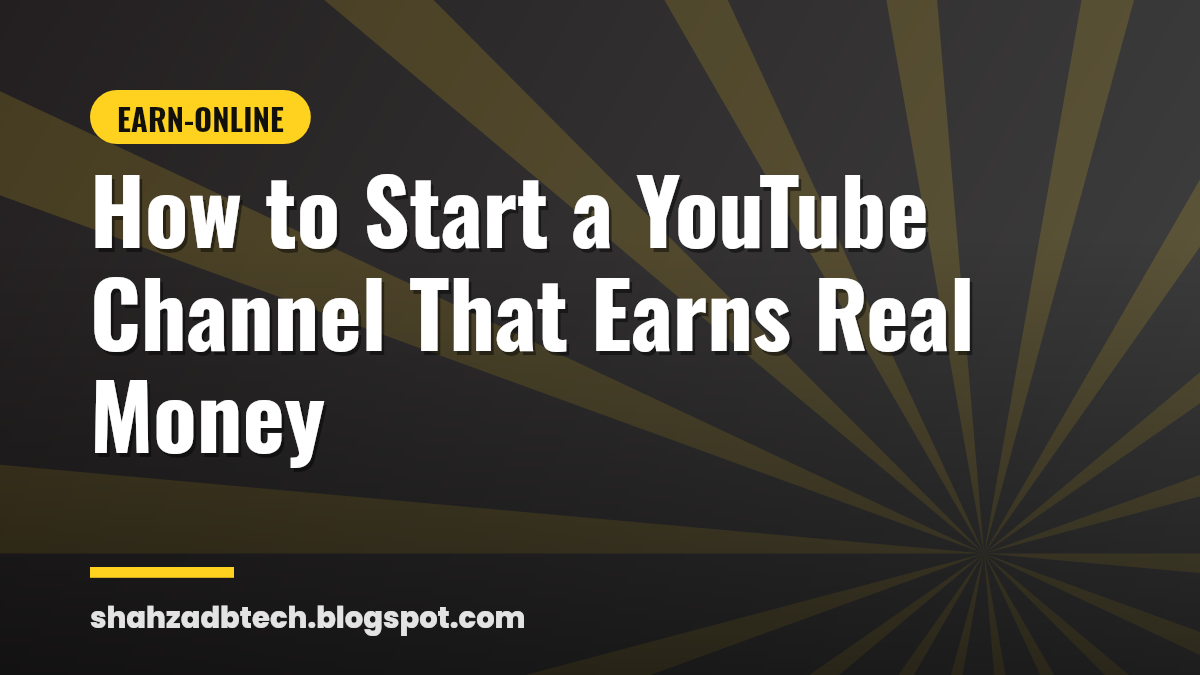 EARN-ONLINE
How to Start a YouTube
Channel That Earns Real
Money
shahzadbtech.blogspot.com